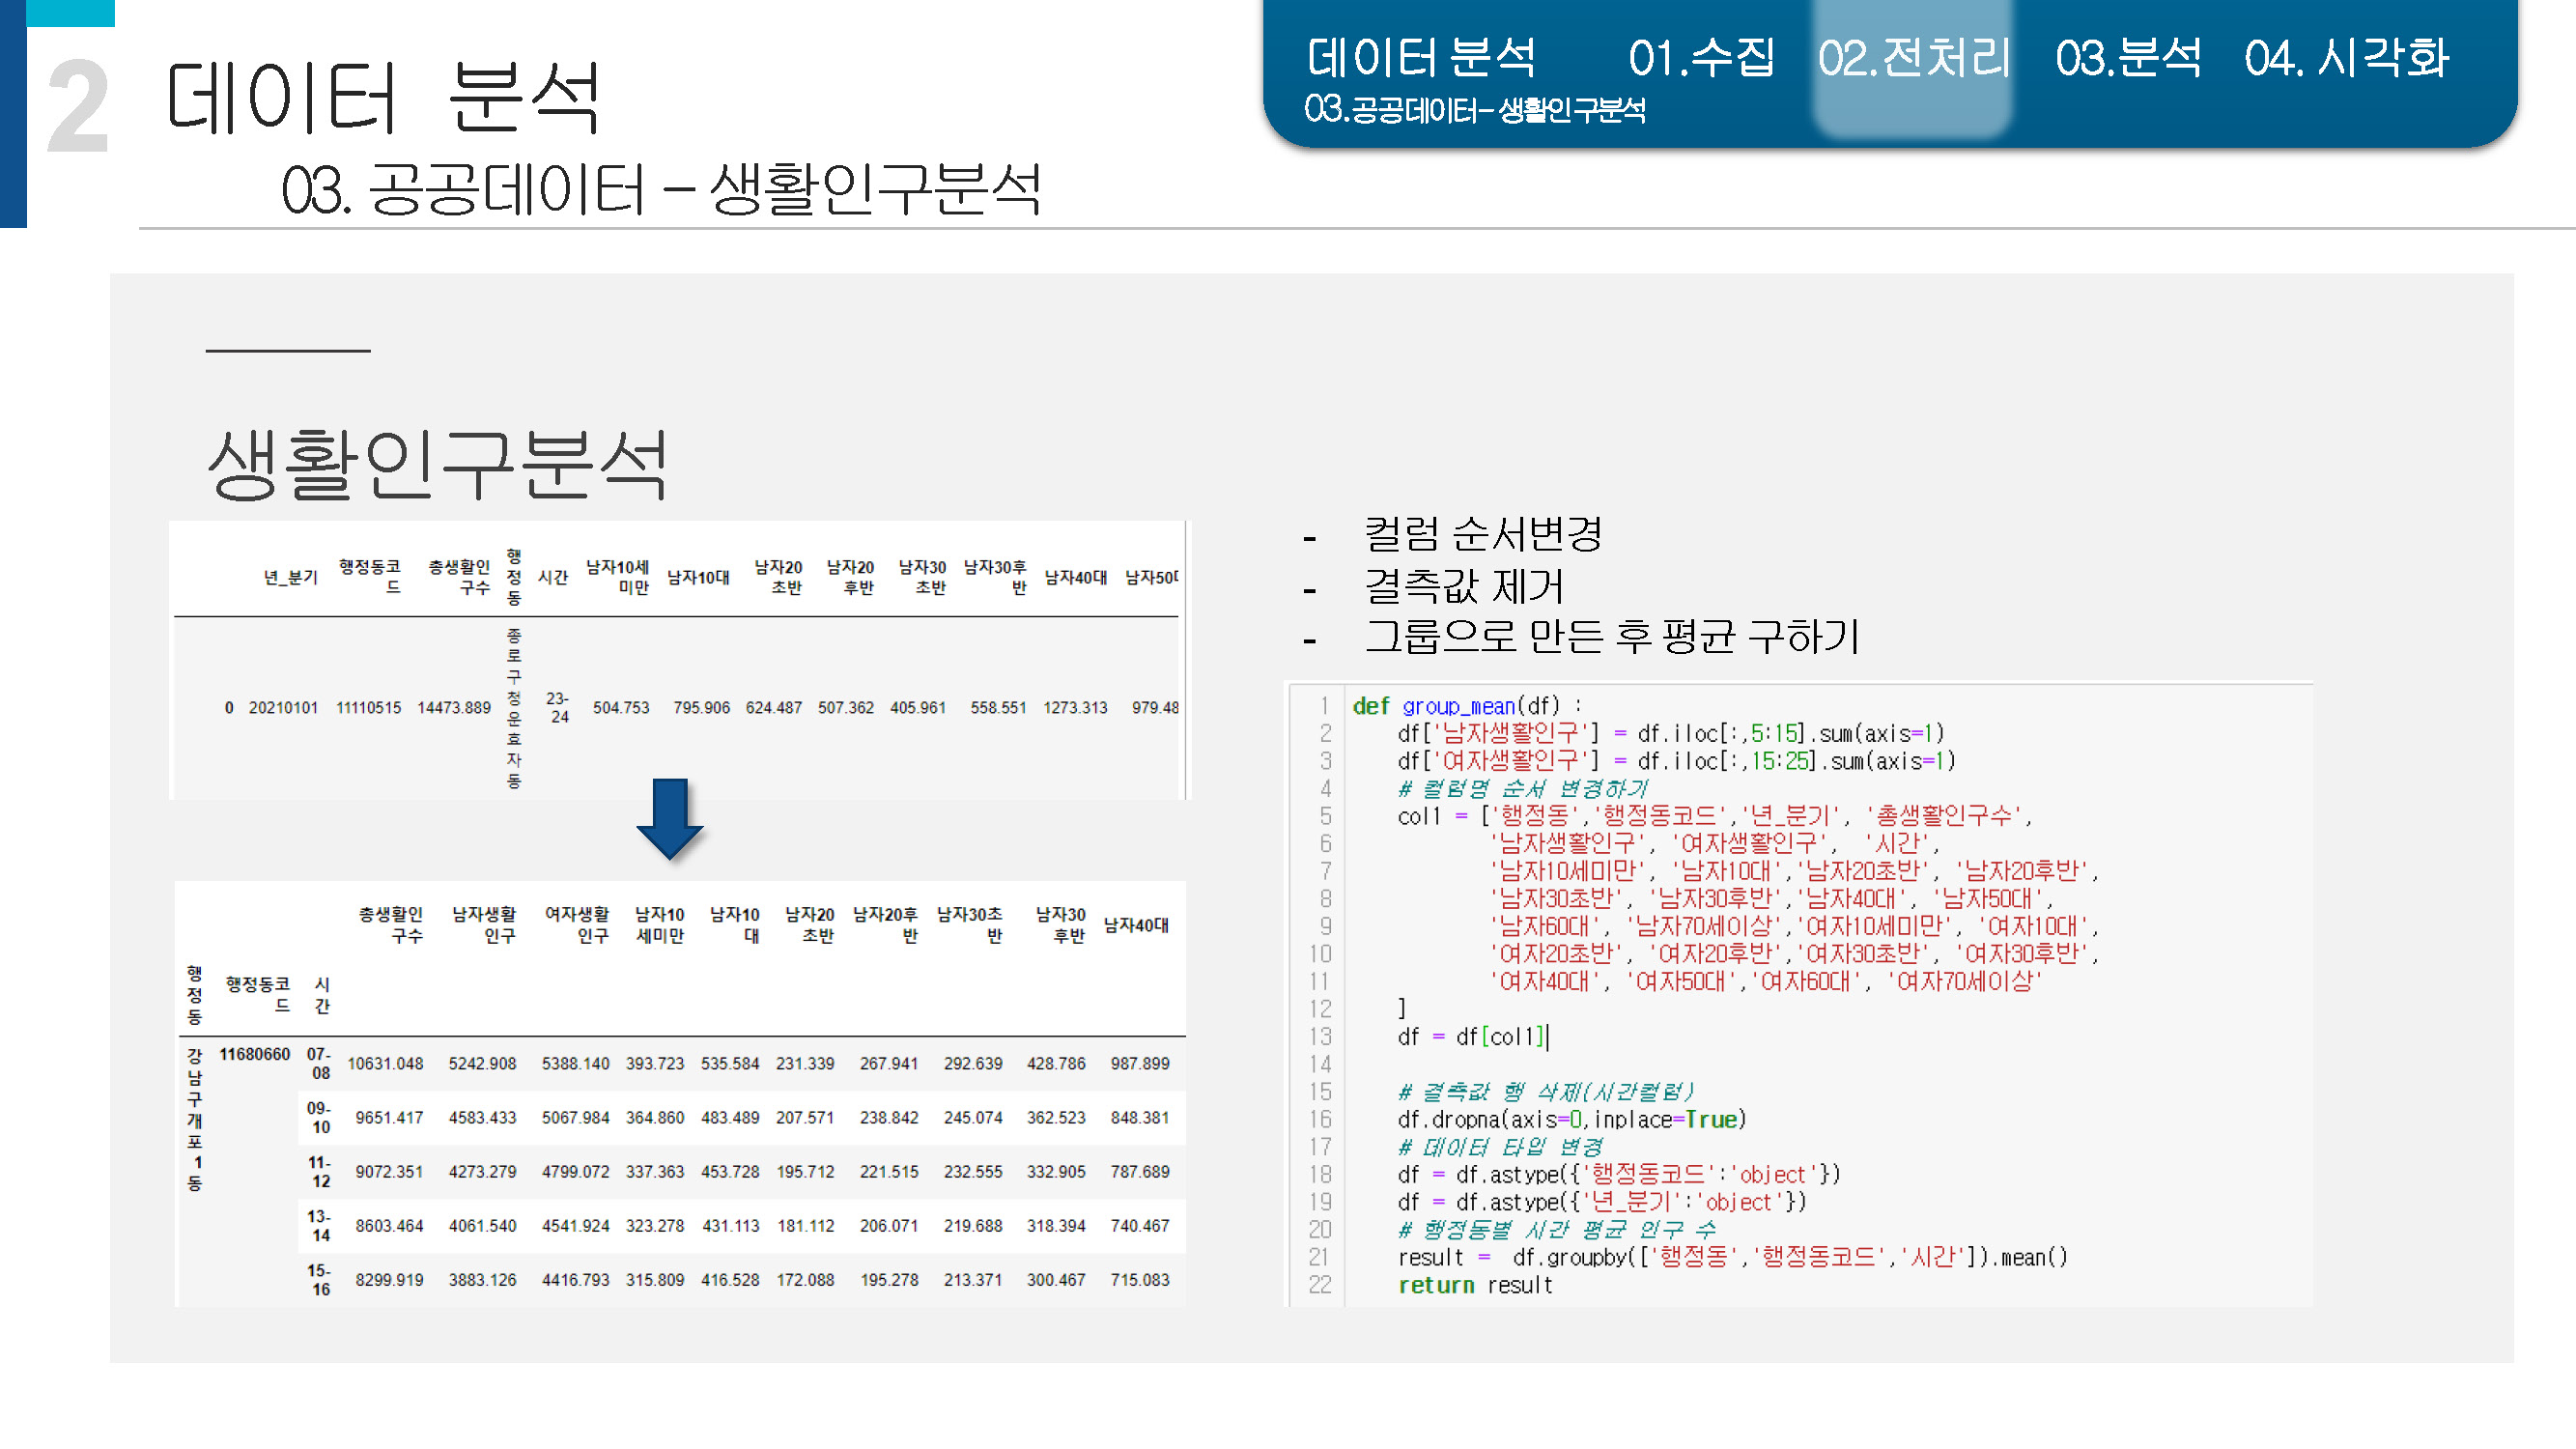 2
데이터 분석
03. 공공데이터 – 생활인구분석
데이터 분석 01.수집 02.전처리 03.분석 04. 시각화
03.공공데이터– 생활인구분석
생활인구분석
년_분기 행정동코드 총생활인구수 행정동 시간 남자10세미만 남자10대 남자20초반 남자20후반 남자30초반 남자30후반 남자40대 남자50대
0 20210101 11110515 14473.889 종로구청운효자동 23-24 504.753 795.906 624.487 507.362 405.961 558.551 1273.313 979.48
총생활인구수 남자생활인구 여자생활인구 남자10세미만 남자10대 남자20초반 남자20후반 남자30초반 남자30후반 남자40대
행정동 행정동코드 시간
강남구개포1동 11680660 07-08 10631.048 5242.908 5388.140 393.723 535.584 231.339 267.941 292.639 428.786 987.899
09-10 9651.417 4583.433 5067.984 364.860 483.489 207.571 238.842 245.074 362.523 848.381
11-12 9072.351 4273.279 4799.072 337.363 453.728 195.712 221.515 232.555 332.905 787.689
13-14 8603.464 4061.540 4541.924 323.278 431.113 181.112 206.071 219.688 318.394 740.467
15-16 8299.919 3883.126 4416.793 315.809 416.528 172.088 195.278 213.371 300.467 715.083
- 컬럼 순서변경
- 결측값 제거
- 그룹으로 만든 후 평균 구하기
1 def group_mean(df) :
2 df['남자생활인구'] = df.iloc[:,5:15].sum(axis=1)
3 df['여자생활인구'] = df.iloc[:,15:25].sum(axis=1)
4 # 컬럼명 순서 변경하기
5 col1 = ['행정동','행정동코드','년_분기', '총생활인구수',
6 '남자생활인구', '여자생활인구', '시간',
7 '남자10세미만', '남자10대','남자20초반', '남자20후반',
8 '남자30초반', '남자30후반','남자40대', '남자50대',
9 '남자60대', '남자70세이상','여자10세미만', '여자10대',
10 '여자20초반', '여자20후반','여자30초반', '여자30후반',
11 '여자40대', '여자50대','여자60대', '여자70세이상'
12 ]
13 df = df[col1]
14
15 # 결측값 행 삭제(시간컬럼)
16 df.dropna(axis=0,inplace=True)
17 # 데이터 타입 변경
18 df = df.astype({'행정동코드':'object'})
19 df = df.astype({'년_분기':'object'})
20 # 행정동별 시간 평균 인구 수
21 result = df.groupby(['행정동','행정동코드','시간']).mean()
22 return result